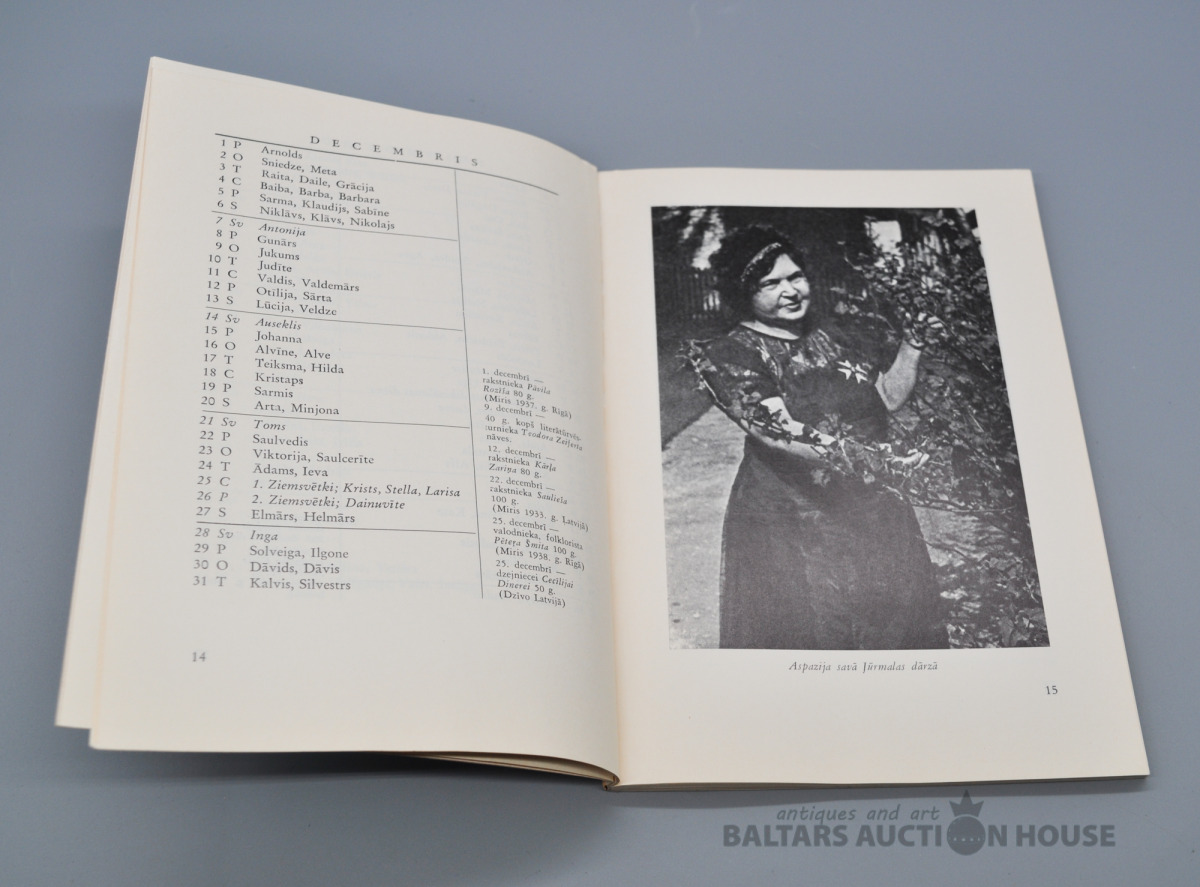 DECEMBRIS
1 P Arnolds
2 O Sniedze, Meta
3 T Raita, Daile, Grācija
4 C Baiba, Barba, Barbara
5 P Sarma, Klaudijs, Sabīne
6 S Niklāvs, Klāvs, Nikolajs
7 Sv Antonija
8 P Gunārs
9 O Jukums
10 T Judīte
11 C Valdis, Valdemārs
12 P Otīlija, Sārta
13 S Lūcija, Veldze
14 Sv Auseklis
15 P Johanna
16 O Alvīne, Alve
17 T Teiksma, Hilda
18 C Kristaps
19 P Sarmis
20 S Arta, Minjona
21 Sv Toms
22 P Saulvedis
23 O Viktorija, Saulcerīte
24 T Ādams, Ieva
25 C 1. Ziemsvētki; Krists, Stella, Larisa
26 P 2. Ziemsvētki; Dainuvīte
27 S Elmārs, Helmārs
28 Sv Inga
29 P Solveiga, Ilgone
30 O Dāvids, Dāvis
31 T Kalvis, Silvestrs
1. decembrī —
rakstnieka Pāvila
Rozīša 80 g.
(Miris 1937. g. Rīgā)
9. decembrī —
40 g. kopš literātūrvēs-
turnieka Teodora Zeiferta
nāves.
12. decembrī —
rakstnieka Kārļa
Zariņa 80 g.
22. decembrī —
rakstnieka Saulieša
100 g.
(Miris 1933. g. Latvijā)
25. decembrī —
valodnieka, folklorista
Pētera Šmita 100 g.
(Miris 1938. g. Rīgā)
25. decembrī —
dzejniecei Cecīlijai
Dinerei 50 g.
(Dzīvo Latvijā)
14
Aspazija savā Jūrmalas dārzā
15
antiques and art
BALTARS AUCTION HOUSE